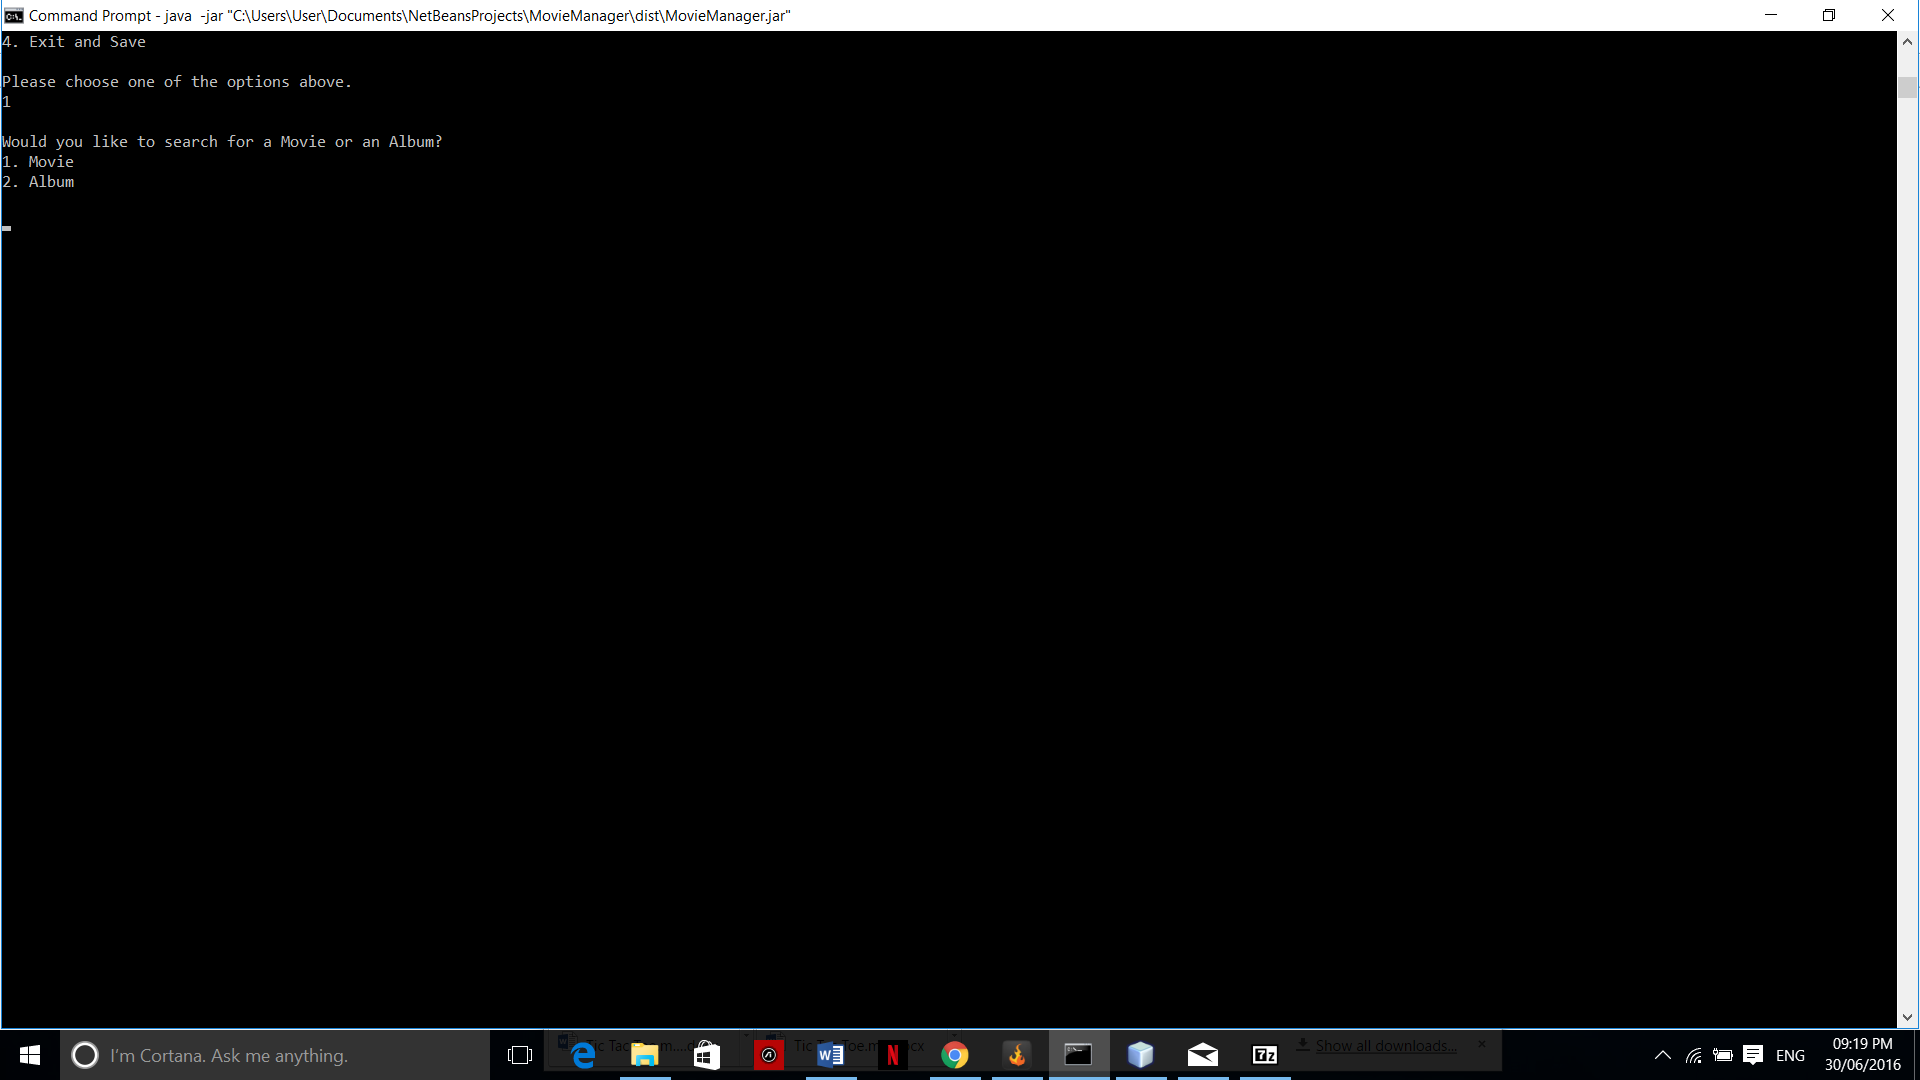 Command Prompt - java  -jar "C:\Users\User\Documents\NetBeansProjects\MovieManager\dist\MovieManager.jar"
4. Exit and Save
Please choose one of the options above.
1
Would you like to search for a Movie or an Album?
1. Movie
2. Album
I'm Cortana. Ask me anything.
Show all downloads...
ENG
09:19 PM
30/06/2016